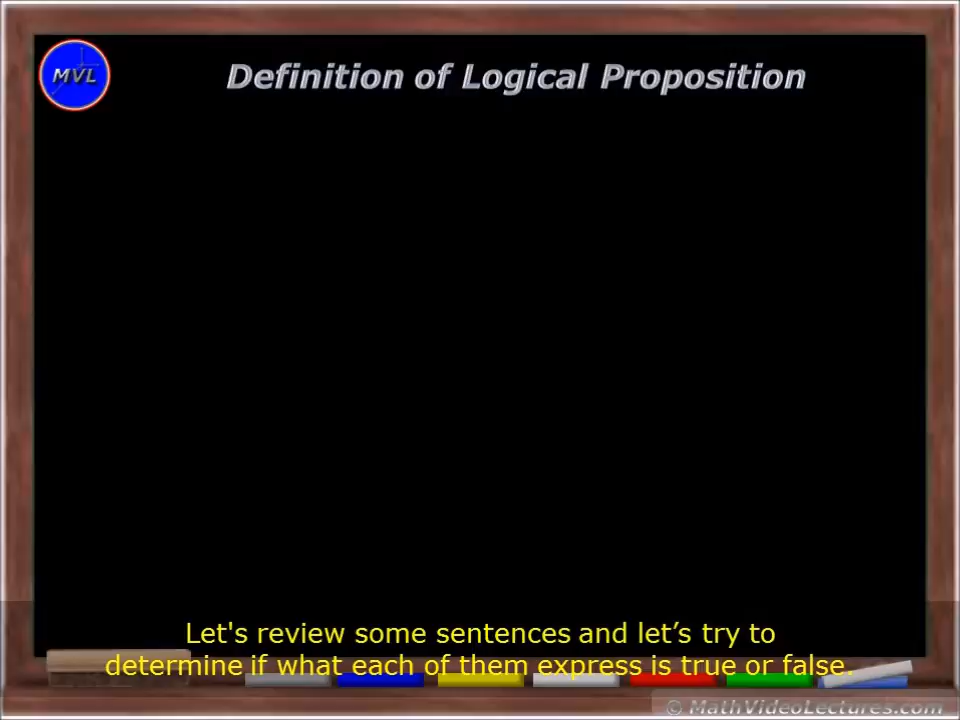 MVL
Definition of Logical Proposition
Let's review some sentences and let’s try to
determine if what each of them express is true or false.
© MathVideoLectures.com